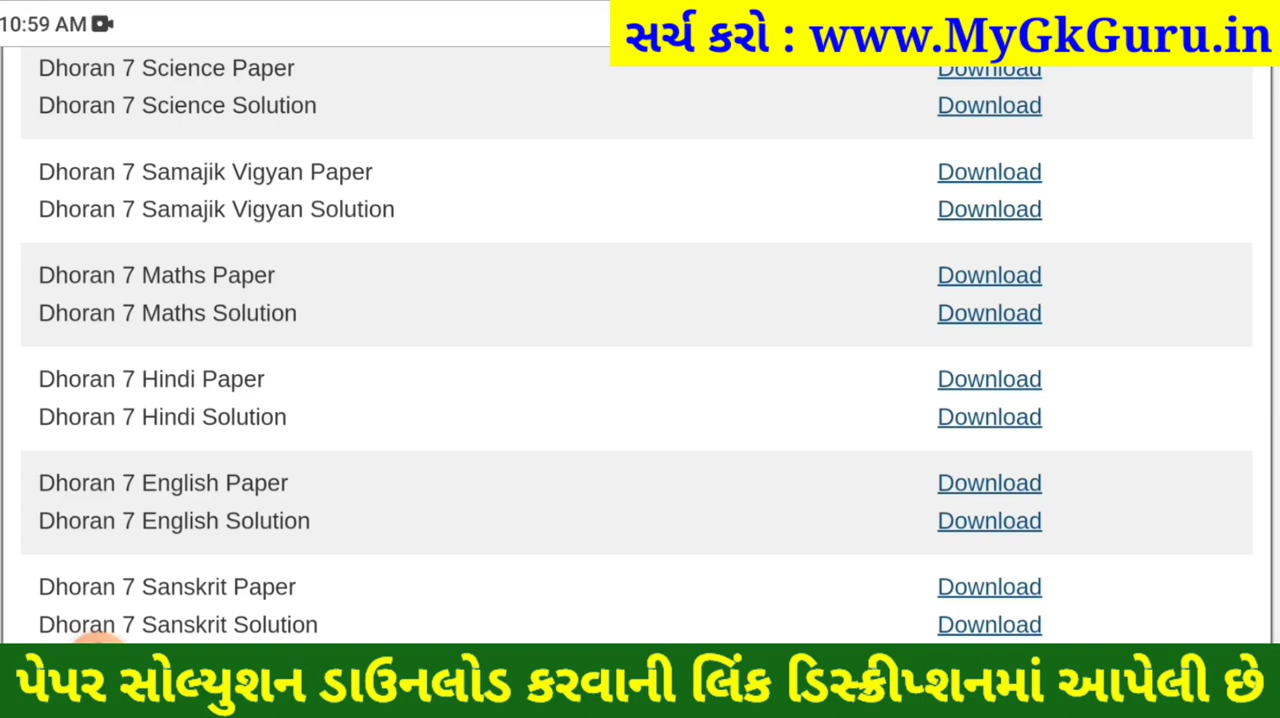 10:59 AM
સર્ચ કરો : www.MyGkGuru.in
Dhoran 7 Science Paper Download
Dhoran 7 Science Solution Download
Dhoran 7 Samajik Vigyan Paper Download
Dhoran 7 Samajik Vigyan Solution Download
Dhoran 7 Maths Paper Download
Dhoran 7 Maths Solution Download
Dhoran 7 Hindi Paper Download
Dhoran 7 Hindi Solution Download
Dhoran 7 English Paper Download
Dhoran 7 English Solution Download
Dhoran 7 Sanskrit Paper Download
Dhoran 7 Sanskrit Solution Download
પેપર સોલ્યુશન ડાઉનલોડ કરવાની લિંક ડિસ્ક્રીપ્શનમાં આપેલી છે